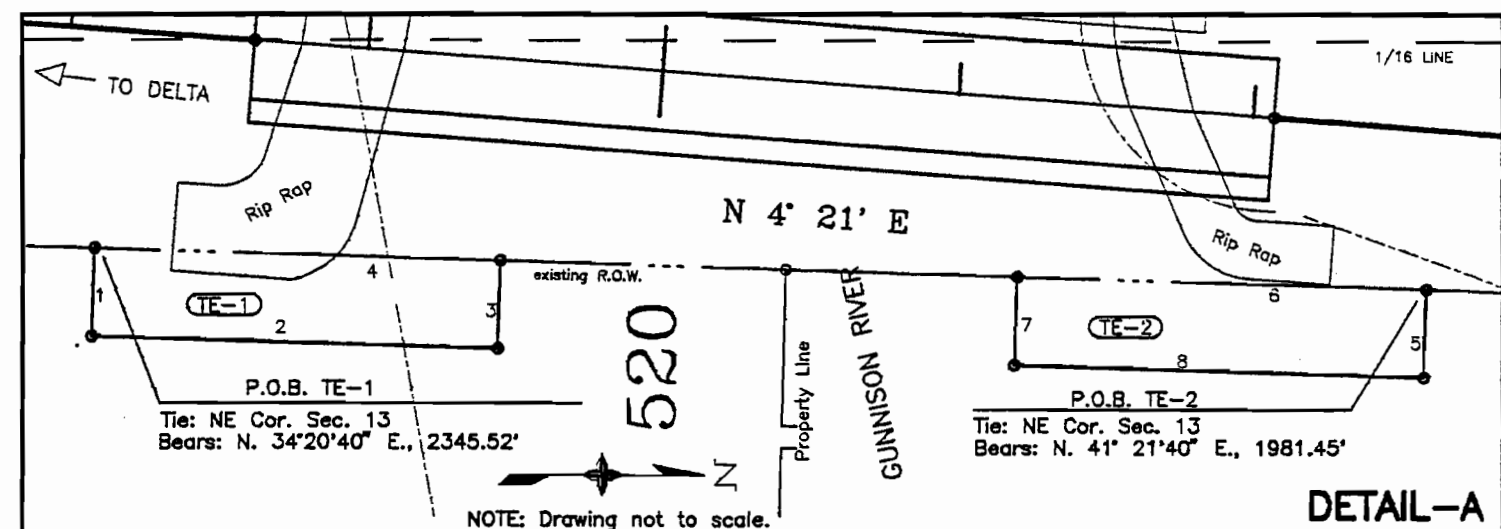 1/16 LINE
TO DELTA
Rip Rap
N 4° 21' E
Rip Rap
4
existing R.O.W.
6
1
TE-1
2
3
520
Property Line
GUNNISON RIVER
7
TE-2
8
5
P.O.B. TE-1
Tie: NE Cor. Sec. 13
Bears: N. 34°20'40" E., 2345.52'
P.O.B. TE-2
Tie: NE Cor. Sec. 13
Bears: N. 41° 21'40" E., 1981.45'
N
NOTE: Drawing not to scale.
DETAIL-A